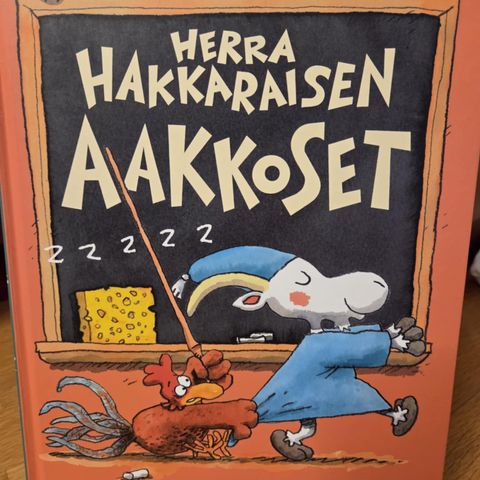 HERRA
HAKKARAISEN
AAKKOSET
z z z z z